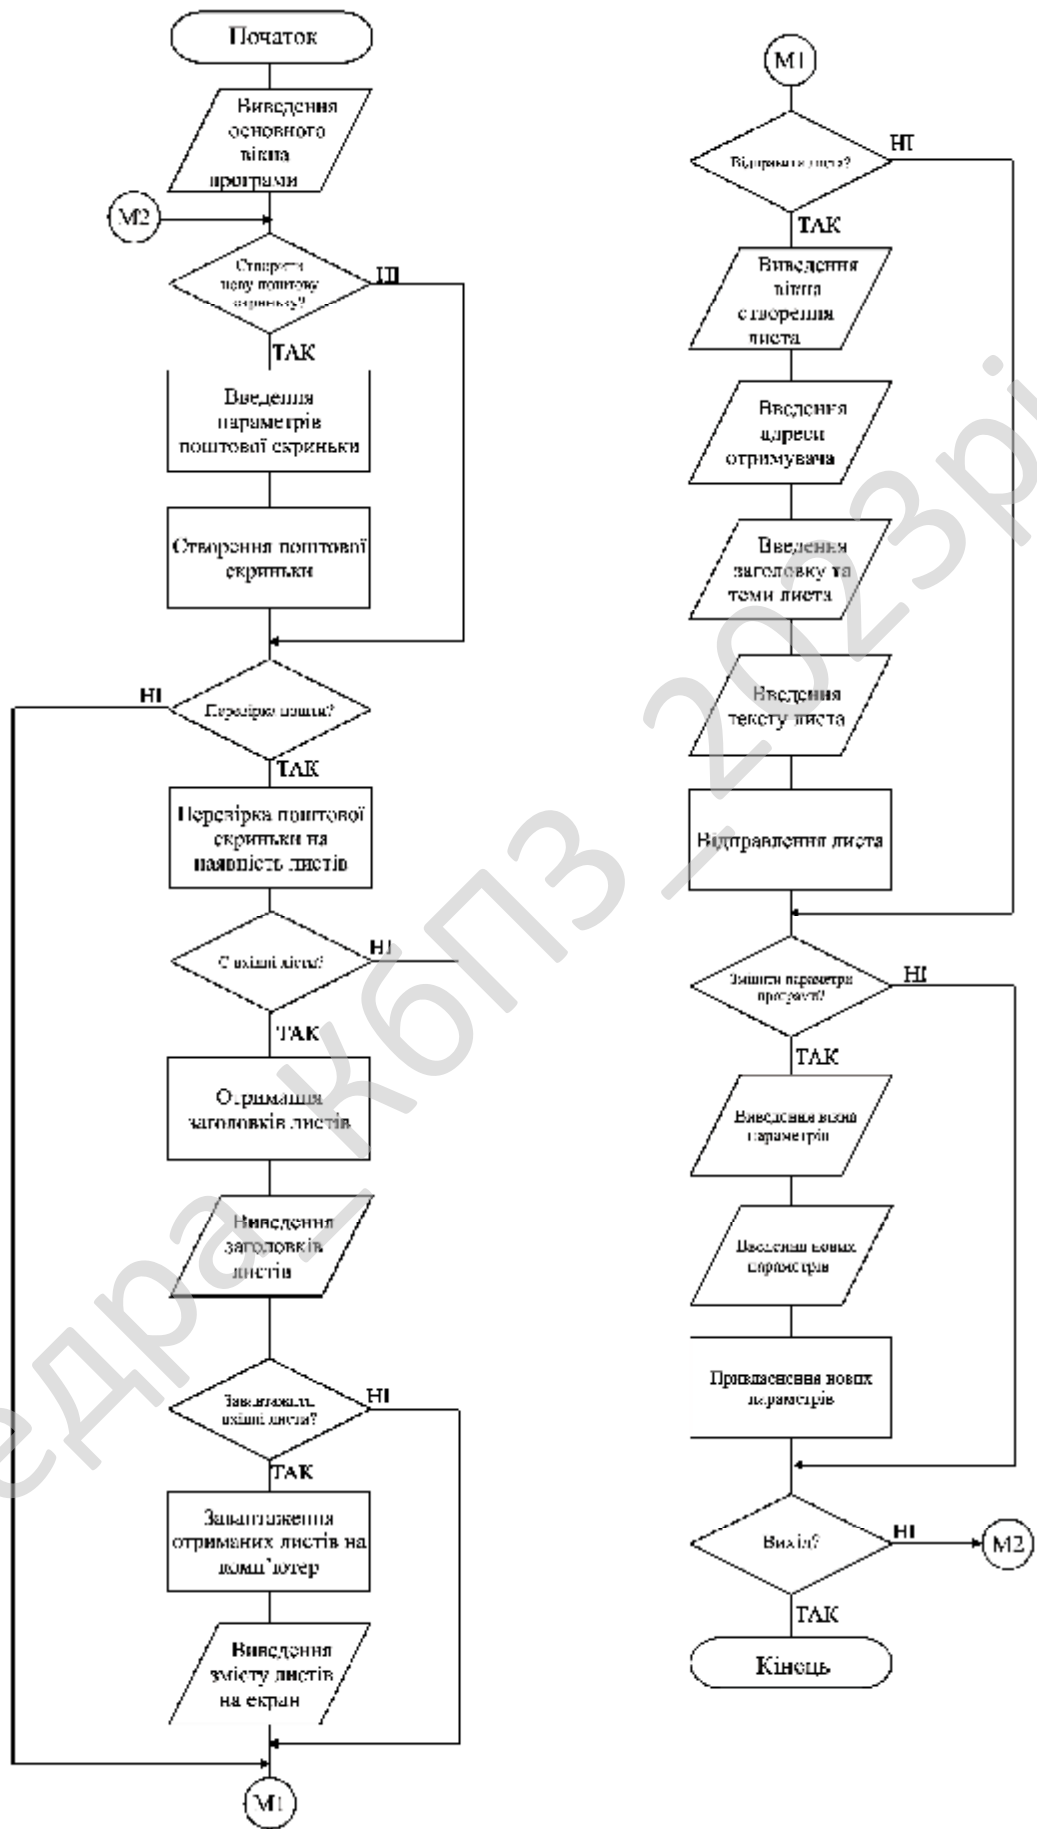 Початок
Виведення
основного
вікна
програми
М2
Створити
нову поштову
скриньку?
НІ
ТАК
Введення
параметрів
поштової скриньки
Створення поштової
скриньки
НІ
Перевірка пошти?
ТАК
Перевірка поштової
скриньки на
наявність листів
Є вхідні листи?
НІ
ТАК
Отримання
заголовків листів
Виведення
заголовків
листів
вхідні листи?
НІ
ТАК
Завантаження
отриманих листів на
комп'ютер
Виведення
змісту листів
на екран
М1
М1
Відправити листа?
НІ
ТАК
Виведення
вікна
створення
листа
Введення
адреси
отримувача
Введення
заголовку та
теми листа
Введення
тексту листа
Відправлення листа
Змінити параметри
програми?
НІ
ТАК
Виведення вікна
параметрів
Введення нових
параметрів
Привласнення нових
параметрів
Вихід?
НІ
М2
ТАК
Кінець
едра_КбПЗ_2023рі